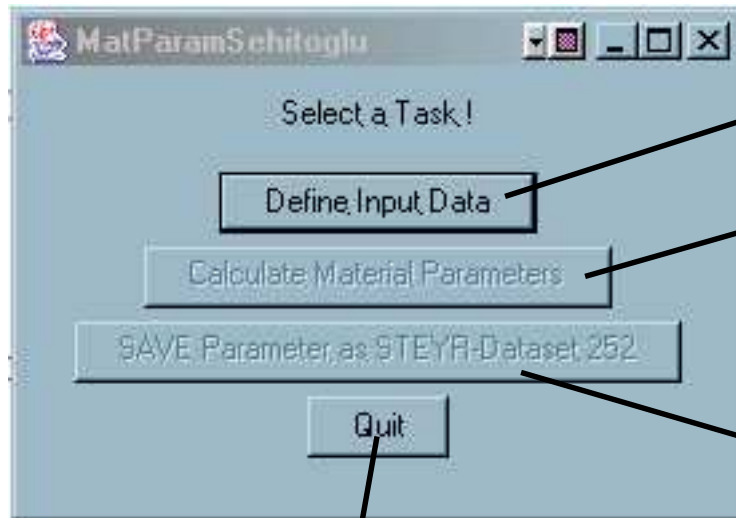 MatParamSehitoglu
Select a Task !
Define Input Data
Calculate Material Parameters
SAVE Parameter as STEYR-Dataset 252
Quit